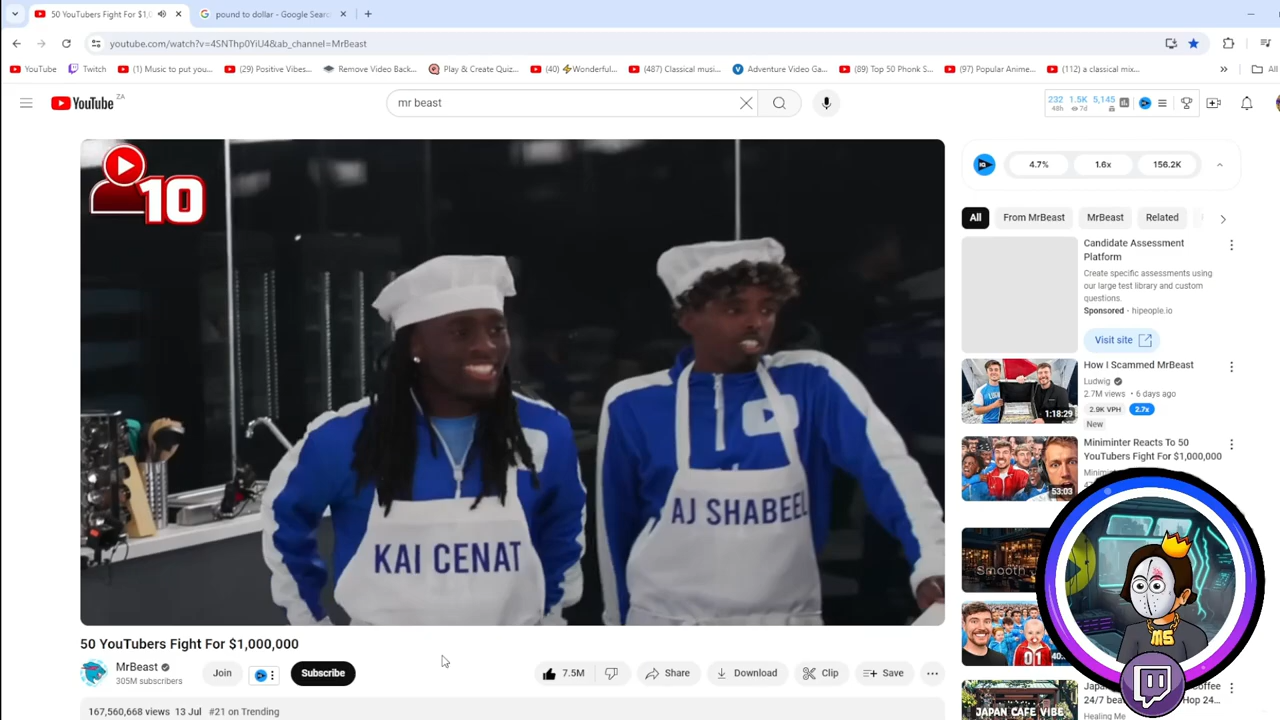 50 YouTubers Fight For $1,0
pound to dollar - Google Searc
youtube.com/watch?v=4SNThp0YiU4&ab_channel=MrBeast
YouTube
Twitch
(1) Music to put you...
(29) Positive Vibes...
Remove Video Back...
Play & Create Quiz...
(40) ⚡Wonderful...
(487) Classical musi...
Adventure Video Ga...
(89) Top 50 Phonk S...
(97) Popular Anime...
(112) a classical mix...
»
All
YouTube ZA
mr beast
232 1.5K 5,145
48h 7d
10
KAI CENAT
AJ SHABEEL
4.7% 1.6x 156.2K
All From MrBeast MrBeast Related
Candidate Assessment
Platform
Create specific assessments using
our large test library and custom
questions.
Sponsored · hipeople.io
Visit site
How I Scammed MrBeast
Ludwig
2.7M views · 6 days ago
2.9K VPH 2.7x
New
1:18:29
Miniminter Reacts To 50
YouTubers Fight For $1,000,000
53:03
Smooth
01
MS
JAPAN CAFE VIBE
Healing Me
50 YouTubers Fight For $1,000,000
MrBeast
305M subscribers
Join
Subscribe
7.5M
Share
Download
Clip
Save
167,560,668 views 13 Jul #21 on Trending